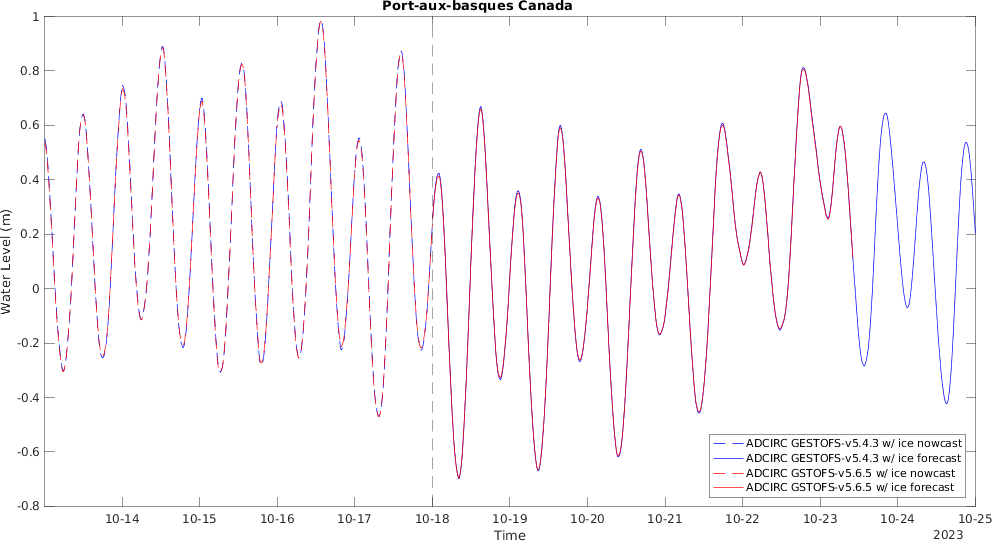 Port-aux-basques Canada
1
0.8
0.6
0.4
0.2
0
-0.2
-0.4
-0.6
-0.8
Water Level (m)
ADCIRC GESTOFS-v5.4.3 w/ ice nowcast
ADCIRC GESTOFS-v5.4.3 w/ ice forecast
ADCIRC GSTOFS-v5.6.5 w/ ice nowcast
ADCIRC GSTOFS-v5.6.5 w/ ice forecast
10-14 10-15 10-16 10-17 10-18 10-19 10-20 10-21 10-22 10-23 10-24 10-25
Time
2023